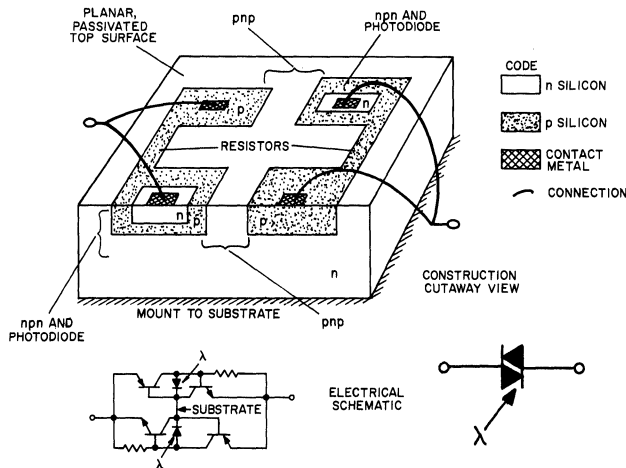 PLANAR,
PASSIVATED
TOP SURFACE
pnp
npn AND
PHOTODIODE
CODE
n SILICON
p SILICON
CONTACT
METAL
CONNECTION
p
n
RESISTORS
n
p
p
n
npn AND
PHOTODIODE
MOUNT TO SUBSTRATE
pnp
CONSTRUCTION
CUTAWAY VIEW
λ
SUBSTRATE
λ
ELECTRICAL
SCHEMATIC
λ